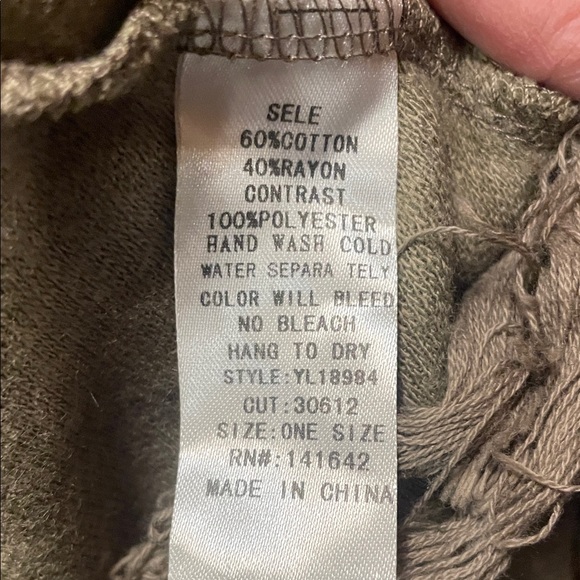 SELE
60%COTTON
40%RAYON
CONTRAST
100%POLYESTER
HAND WASH COLD
WATER SEPARA TELY
COLOR WILL BLEED
NO BLEACH
HANG TO DRY
STYLE:YL18984
CUT:30612
SIZE:ONE SIZE
RN#:141642
MADE IN CHINA